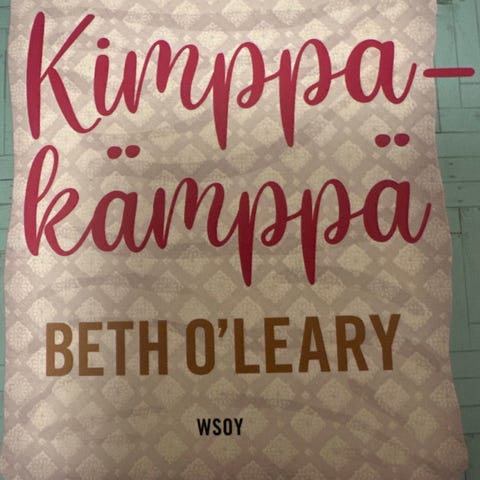 Kimppa-
kämppä
BETH O'LEARY
WSOY